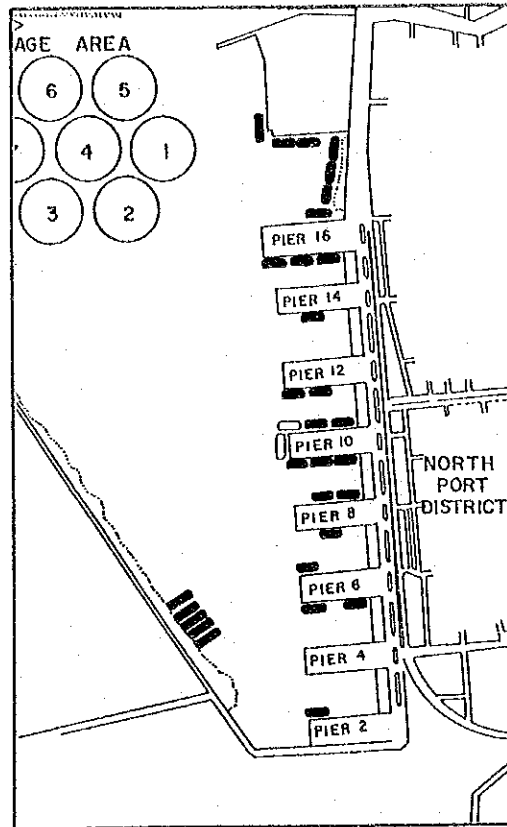 AGE AREA
6
5
4
1
3
2
PIER 16
PIER 14
PIER 12
PIER 10
NORTH
PORT
DISTRICT
PIER 8
PIER 6
PIER 4
PIER 2